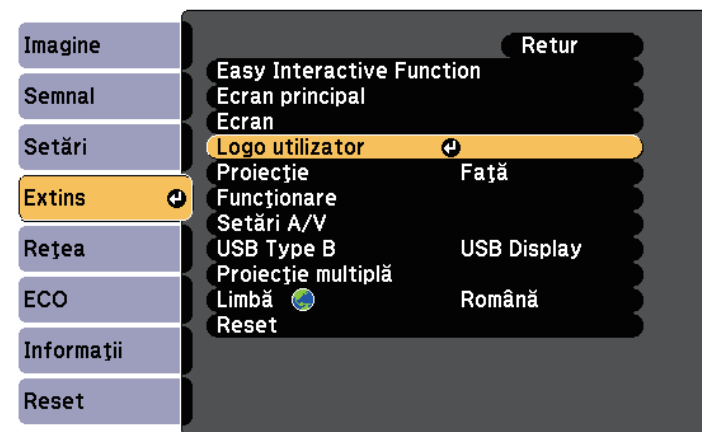 Imagine
Semnal
Setări
Extins
Reţea
ECO
Informaţii
Reset
Retur
Easy Interactive Function
Ecran principal
Ecran
Logo utilizator
Proiecţie Faţă
Funcţionare
Setări A/V
USB Type B USB Display
Proiecţie multiplă
Limbă Română
Reset